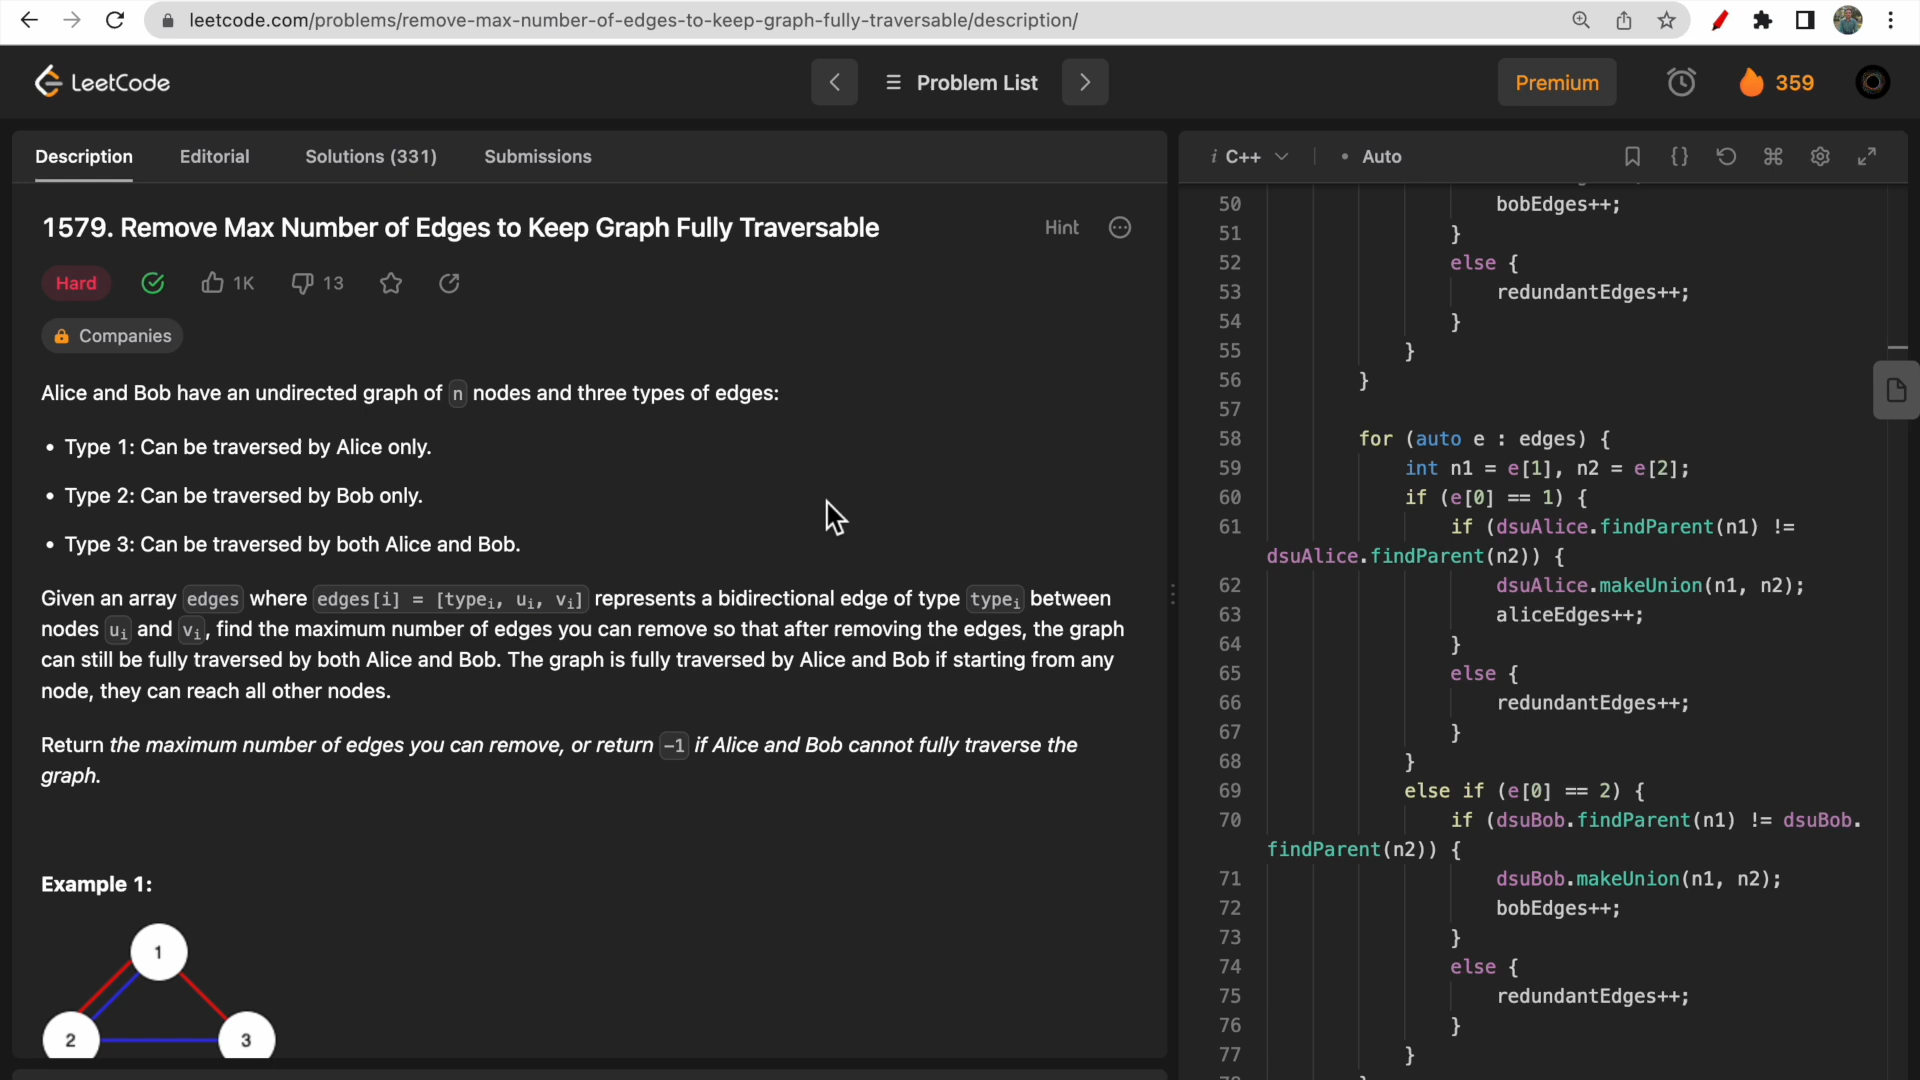 leetcode.com/problems/remove-max-number-of-edges-to-keep-graph-fully-traversable/description/
LeetCode
Problem List
Premium
359
Description
Editorial
Solutions (331)
Submissions
1579. Remove Max Number of Edges to Keep Graph Fully Traversable
Hint
Hard
1K
13
Companies
Alice and Bob have an undirected graph of n nodes and three types of edges:
• Type 1: Can be traversed by Alice only.
• Type 2: Can be traversed by Bob only.
• Type 3: Can be traversed by both Alice and Bob.
Given an array edges where edges[i] = [typeᵢ, uᵢ, vᵢ] represents a bidirectional edge of type typeᵢ between
nodes uᵢ and vᵢ, find the maximum number of edges you can remove so that after removing the edges, the graph
can still be fully traversed by both Alice and Bob. The graph is fully traversed by Alice and Bob if starting from any
node, they can reach all other nodes.
Return the maximum number of edges you can remove, or return -1 if Alice and Bob cannot fully traverse the
graph.
Example 1:
1
2
3
i C++
• Auto
50 bobEdges++;
51 }
52 else {
53 redundantEdges++;
54 }
55 }
56 }
57
58 for (auto e : edges) {
59 int n1 = e[1], n2 = e[2];
60 if (e[0] == 1) {
61 if (dsuAlice.findParent(n1) !=
dsuAlice.findParent(n2)) {
62 dsuAlice.makeUnion(n1, n2);
63 aliceEdges++;
64 }
65 else {
66 redundantEdges++;
67 }
68 }
69 else if (e[0] == 2) {
70 if (dsuBob.findParent(n1) != dsuBob.
findParent(n2)) {
71 dsuBob.makeUnion(n1, n2);
72 bobEdges++;
73 }
74 else {
75 redundantEdges++;
76 }
77 }